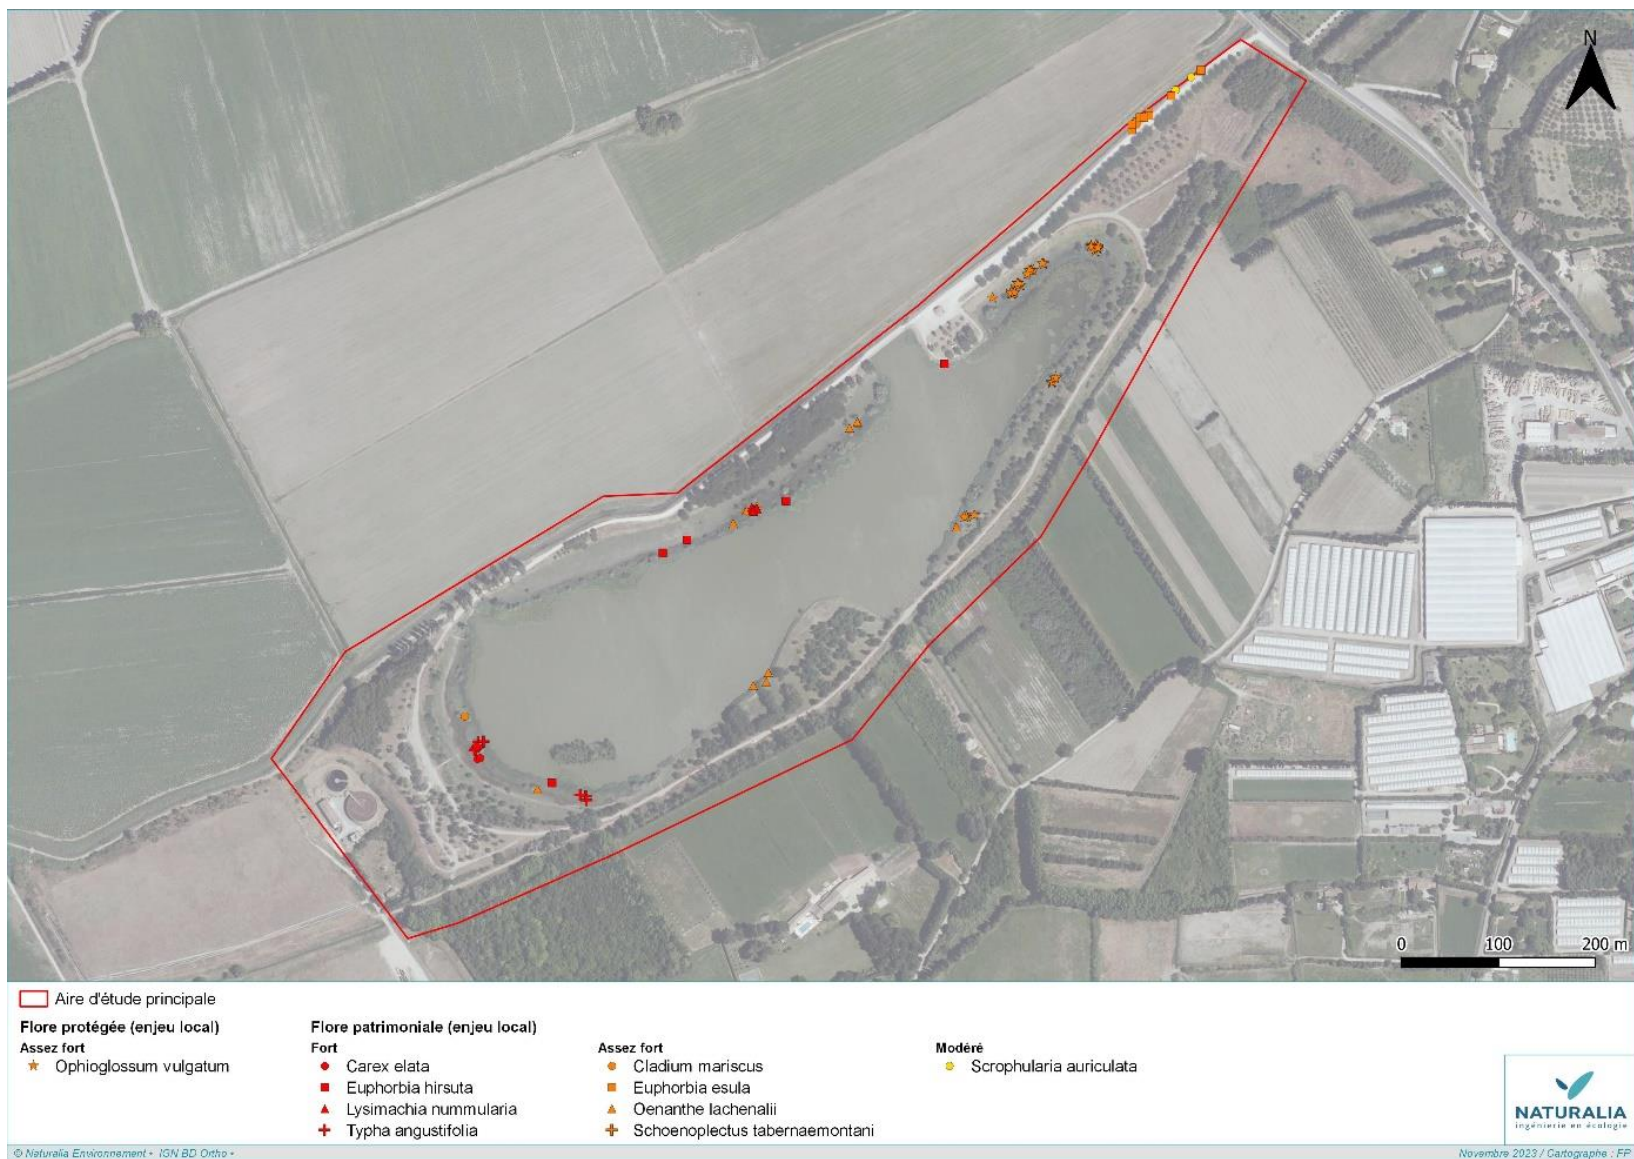 N
0 100 200 m
Aire d'étude principale
Flore protégée (enjeu local)
Assez fort
Ophioglossum vulgatum
Flore patrimoniale (enjeu local)
Fort
Carex elata
Euphorbia hirsuta
Lysimachia nummularia
Typha angustifolia
Assez fort
Cladium mariscus
Euphorbia esula
Oenanthe lachenalii
Schoenoplectus tabernaemontani
Modéré
Scrophularia auriculata
NATURALIA
ingénierie en écologie
© Naturalia Environnement - IGN BD Ortho -
Novembre 2023 / Cartographe : FP